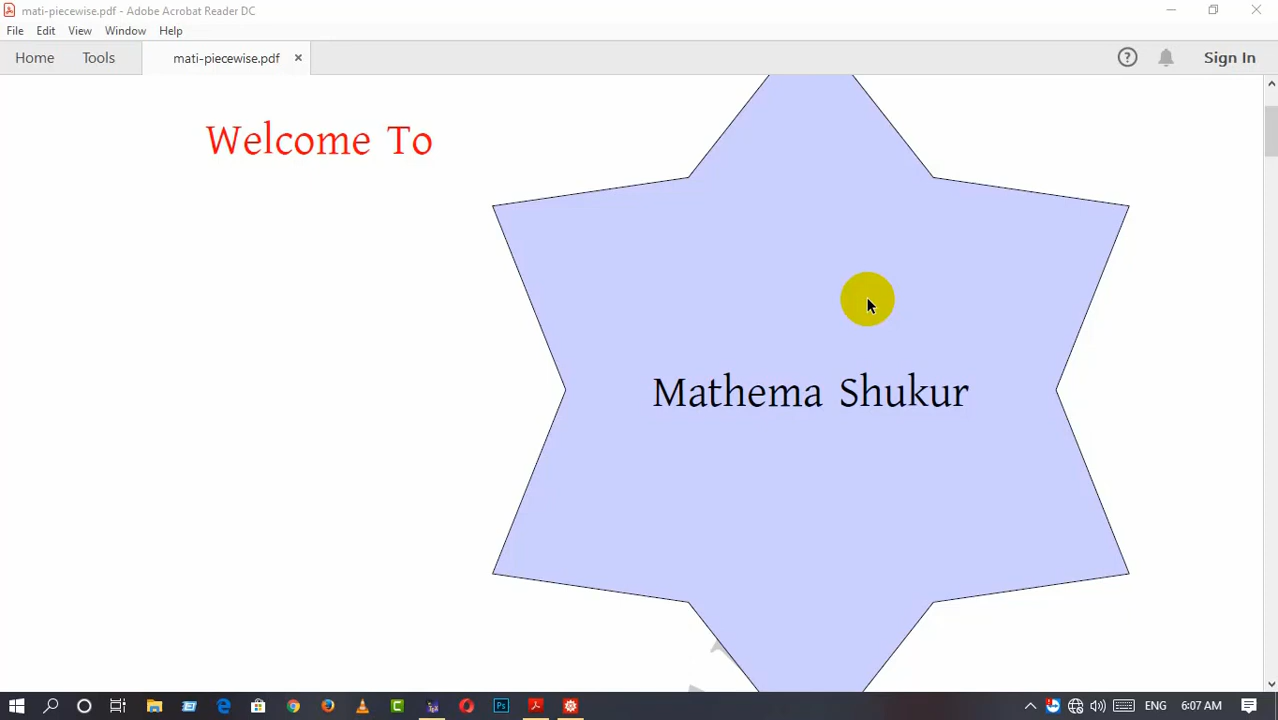 mati-piecewise.pdf - Adobe Acrobat Reader DC
File Edit View Window Help
Home Tools mati-piecewise.pdf × ? Sign In
Welcome To
Mathema Shukur
Ps ENG 6:07 AM